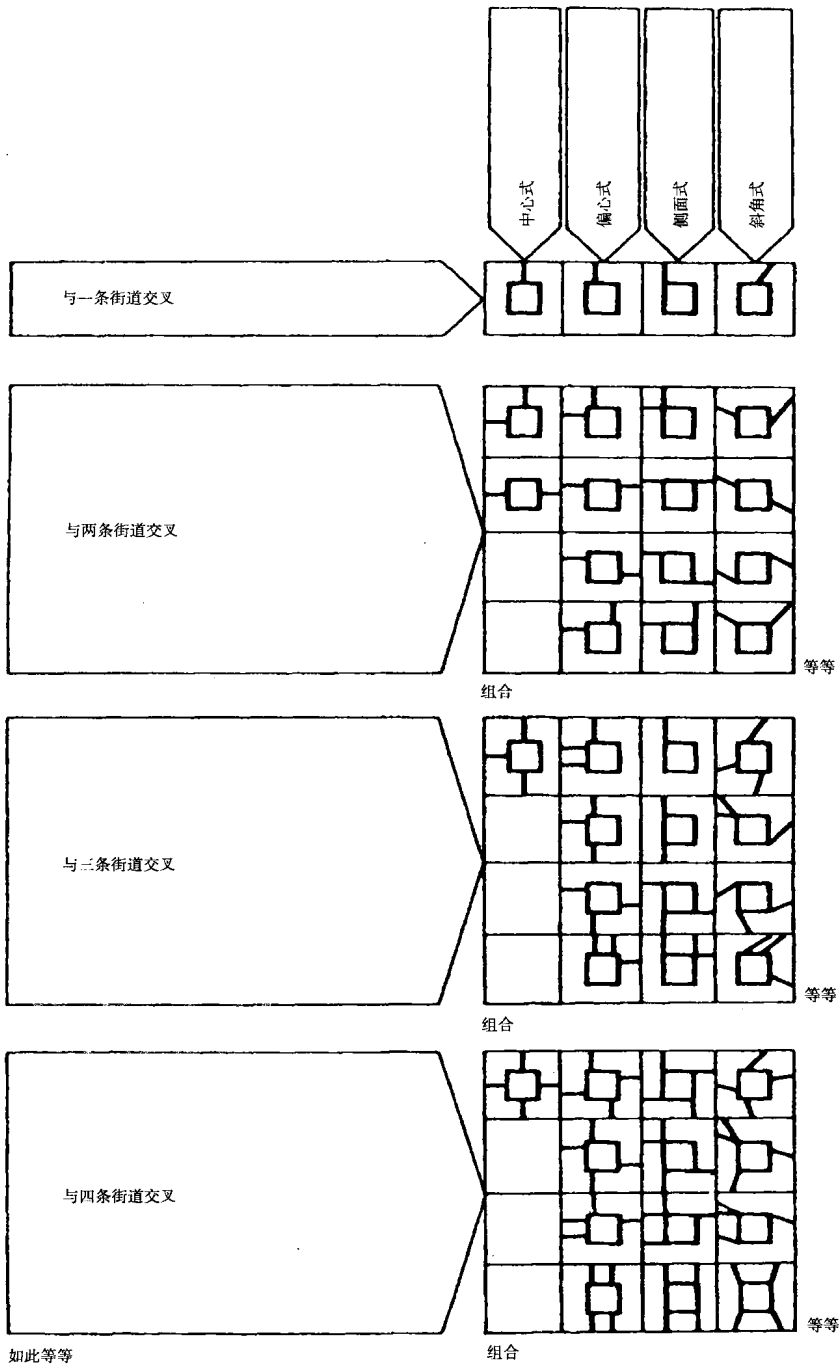 中心式
偏心式
侧面式
斜角式
与一条街道交叉
与两条街道交叉
等等
组合
与三条街道交叉
等等
组合
与四条街道交叉
等等
如此等等
组合